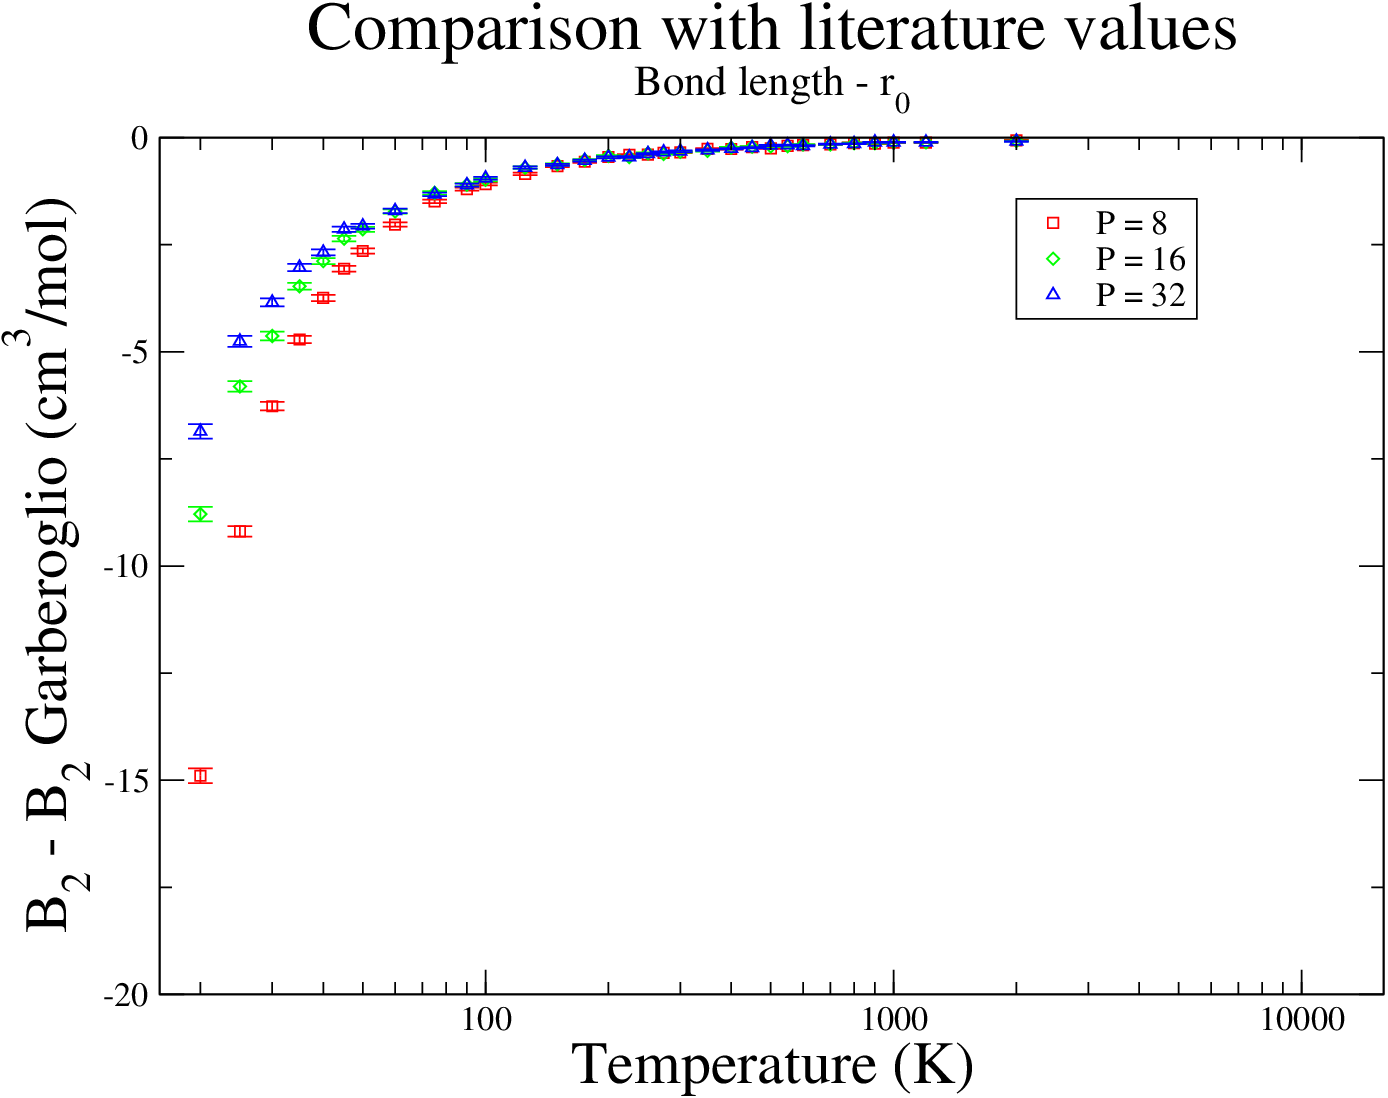 Comparison with literature values
Bond length - r₀
B₂ - B₂ Garberoglio (cm³/mol)
0
-5
-10
-15
-20
P = 8
P = 16
P = 32
100
1000
10000
Temperature (K)